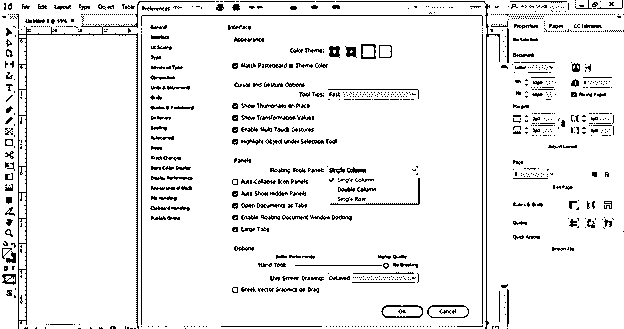 Id File Edit Layout Type Object Table
Preferences
General
Interface
UI Scaling
Type
Advanced Type
Composition
Units & Increments
Grids
Guides & Pasteboard
Dictionary
Spelling
Autocorrect
Notes
Track Changes
Story Editor Display
Display Performance
Appearance of Black
File Handling
Clipboard Handling
Publish Online
Interface
Appearance
Color Theme:
Match Pasteboard to Theme Color
Cursor and Gesture Options
Tool Tips: Fast
Show Thumbnails on Place
Show Transformation Values
Enable Multi-Touch Gestures
Highlight Object under Selection Tool
Panels
Floating Tools Panel: Single Column
Single Column
Double Column
Single Row
Auto-Collapse Icon Panels
Auto-Show Hidden Panels
Open Documents as Tabs
Enable Floating Document Window Docking
Large Tabs
Options
Better Performance Higher Quality
Hand Tool: No Greeking
Live Screen Drawing: Delayed
Greek Vector Graphics on Drag
OK Cancel
Properties Pages CC Libraries
No Selection
Document
Facing Pages
Margins
Adjust Layout
Page
Edit Page
Rulers & Grids
Guides
Quick Actions
Import File